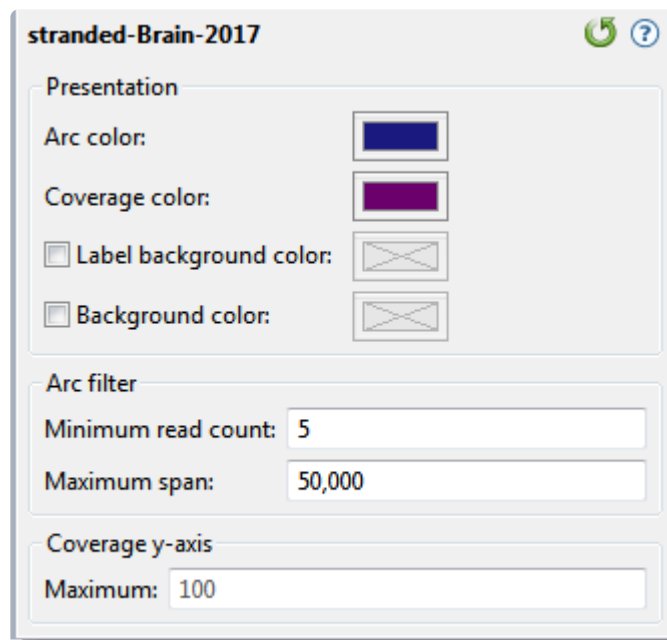 stranded-Brain-2017 ?
Presentation
Arc color:
Coverage color:
Label background color:
Background color:
Arc filter
Minimum read count: 5
Maximum span: 50,000
Coverage y-axis
Maximum: 100